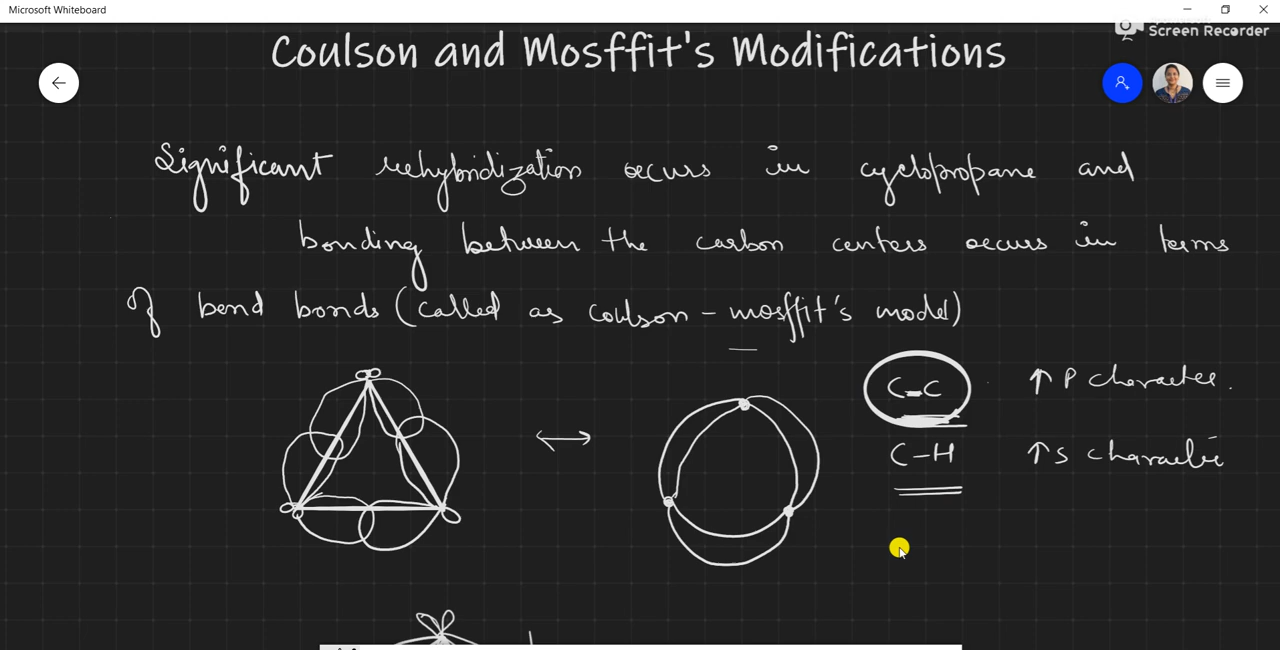 Microsoft Whiteboard
Screen Recorder
Coulson and Mosffit's Modifications
Significant rehybridization occurs in cyclopropane and
bonding between the carbon centers occurs in terms
of bend bonds (called as coulson - mosffit's model)
C-C ↑ P character.
C-H ↑ s character